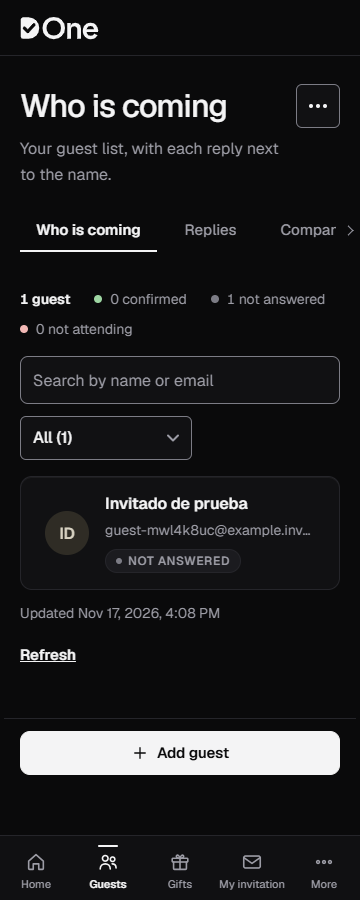 DOne
Who is coming
Your guest list, with each reply next
to the name.
Who is coming
Replies
Compar
1 guest
0 confirmed
1 not answered
0 not attending
Search by name or email
All (1)
ID
Invitado de prueba
guest-mwl4k8uc@example.inv...
NOT ANSWERED
Updated Nov 17, 2026, 4:08 PM
Refresh
Add guest
Home
Guests
Gifts
My invitation
More